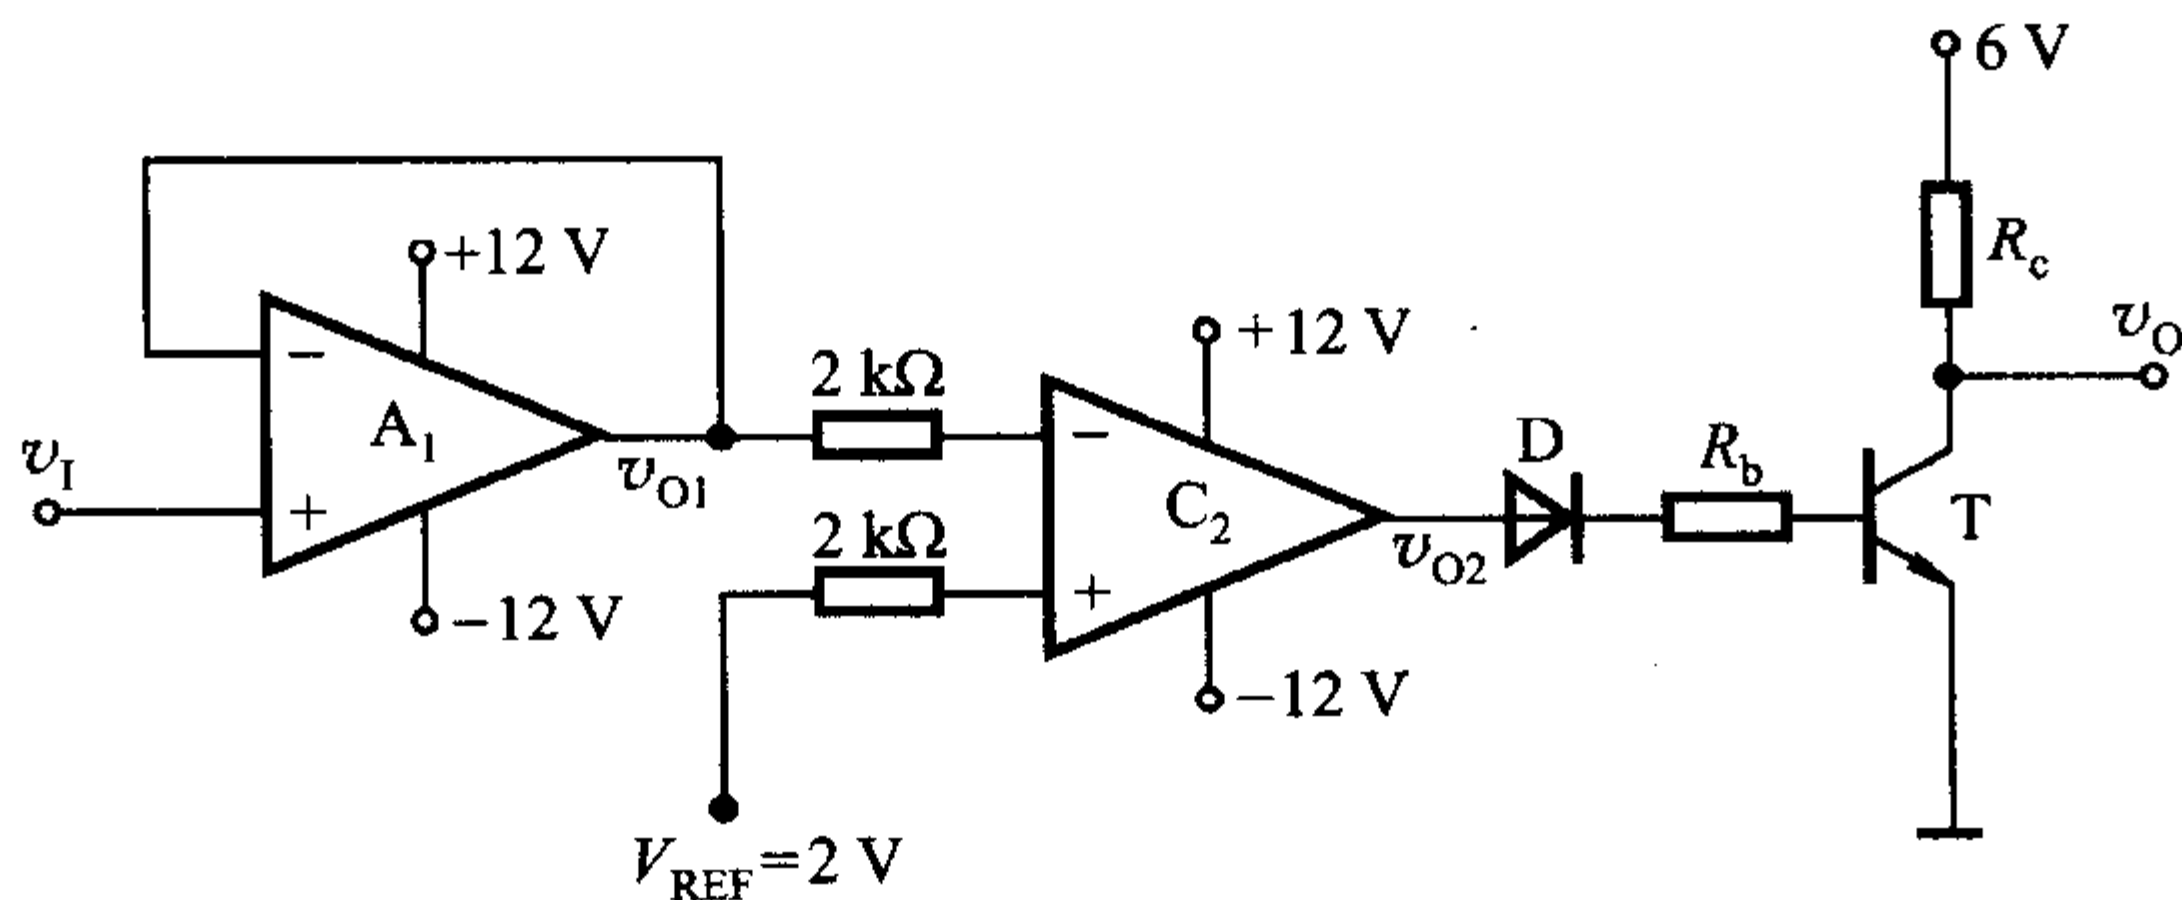 6 V
R_c
v_O
+12 V
−
A_1
v_I
+
−12 V
v_O1
2 kΩ
2 kΩ
+12 V
−
C_2
+
−12 V
v_O2
D
R_b
T
V_REF=2 V